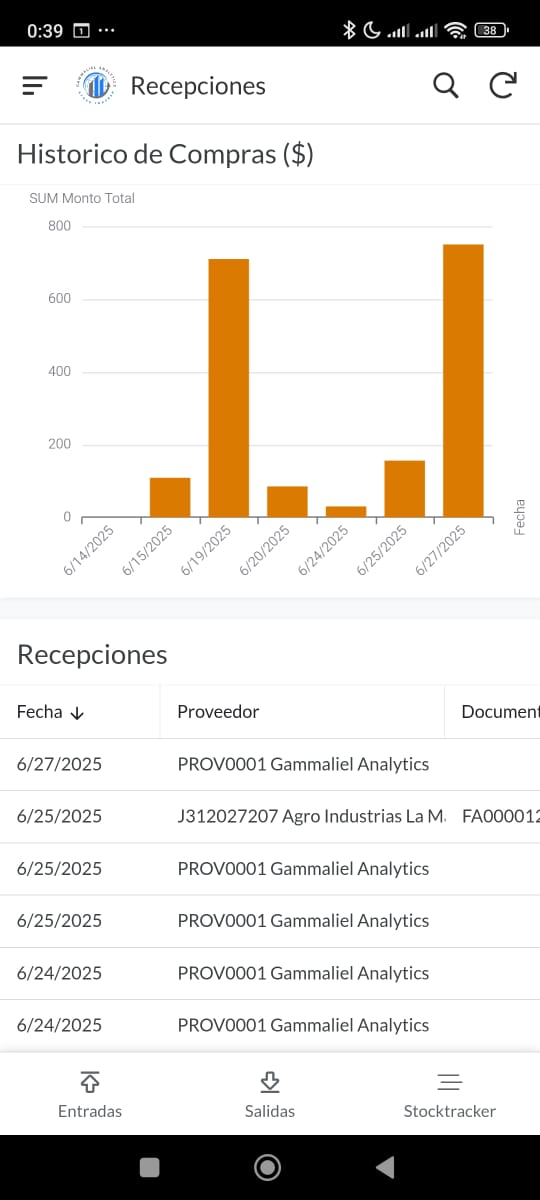 0:39 1 38
Recepciones
Historico de Compras ($)
SUM Monto Total
800
600
400
200
0
6/14/2025 6/15/2025 6/19/2025 6/20/2025 6/24/2025 6/25/2025 6/27/2025
Fecha
Recepciones
Fecha Proveedor Document
6/27/2025 PROV0001 Gammaliel Analytics
6/25/2025 J312027207 Agro Industrias La M FA000012
6/25/2025 PROV0001 Gammaliel Analytics
6/25/2025 PROV0001 Gammaliel Analytics
6/24/2025 PROV0001 Gammaliel Analytics
6/24/2025 PROV0001 Gammaliel Analytics
Entradas Salidas Stocktracker